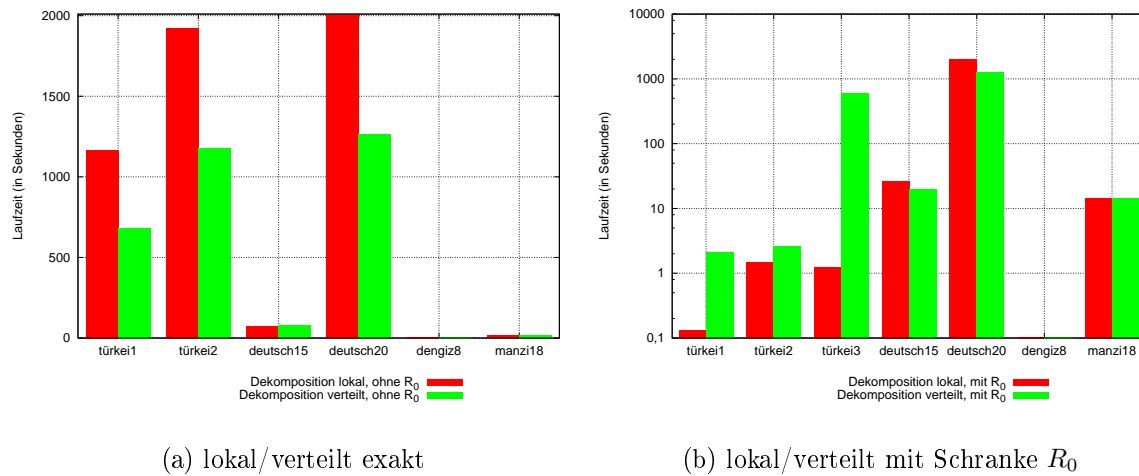 2000
1500
1000
500
0
Laufzeit (in Sekunden)
türkei1 türkei2 deutsch15 deutsch20 dengiz8 manzi18
Dekomposition lokal, ohne R0
Dekomposition verteilt, ohne R0
(a) lokal/verteilt exakt
10000
1000
100
10
1
0,1
Laufzeit (in Sekunden)
türkei1 türkei2 türkei3 deutsch15 deutsch20 dengiz8 manzi18
Dekomposition lokal, mit R0
Dekomposition verteilt, mit R0
(b) lokal/verteilt mit Schranke R0